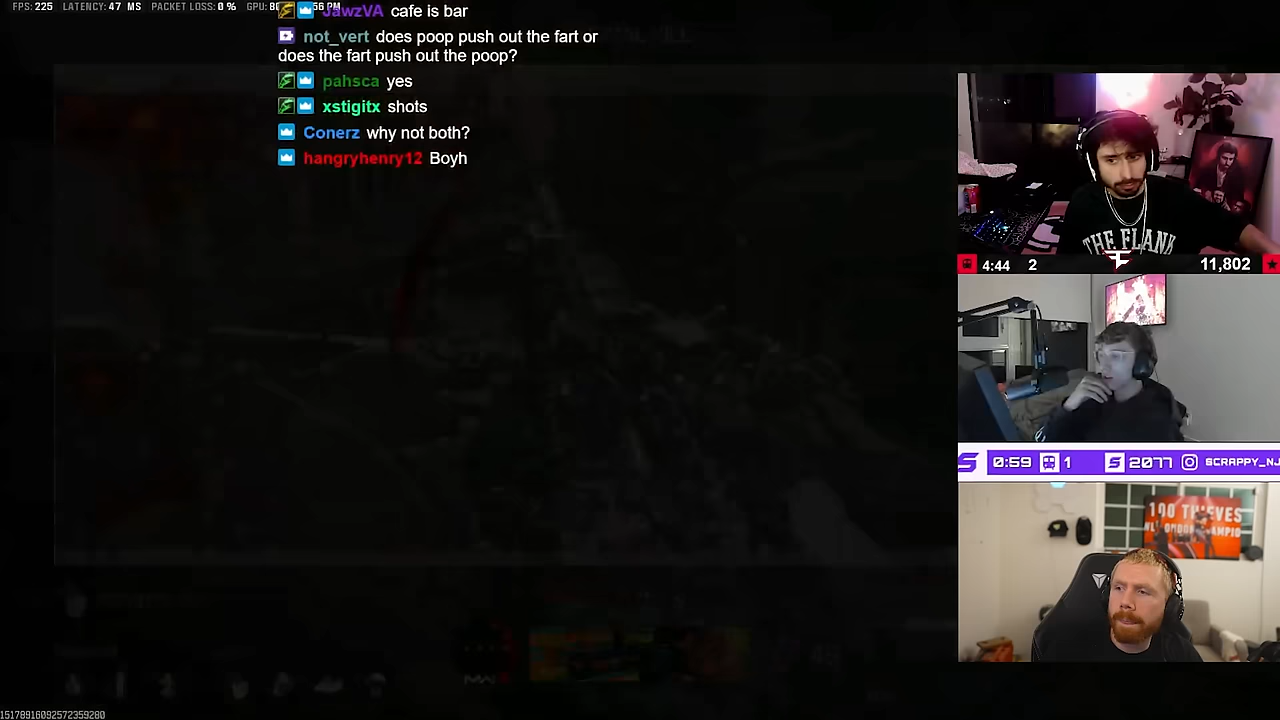 FPS: 225 LATENCY: 47 MS PACKET LOSS: 0 %
JawzVA cafe is bar
not_vert does poop push out the fart or
does the fart push out the poop?
pahsca yes
xstigitx shots
Conerz why not both?
hangryhenry12 Boyh
THE FLANK
4:44 2 11,802
0:59 1 2077 SCRAPPY_NJ
100 THIEVES
1517891609257235928​0